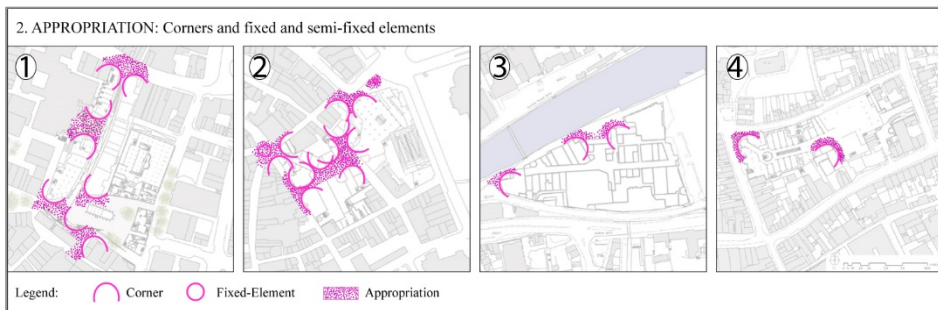 2. APPROPRIATION: Corners and fixed and semi-fixed elements
1
2
3
4
Legend: Corner Fixed-Element Appropriation